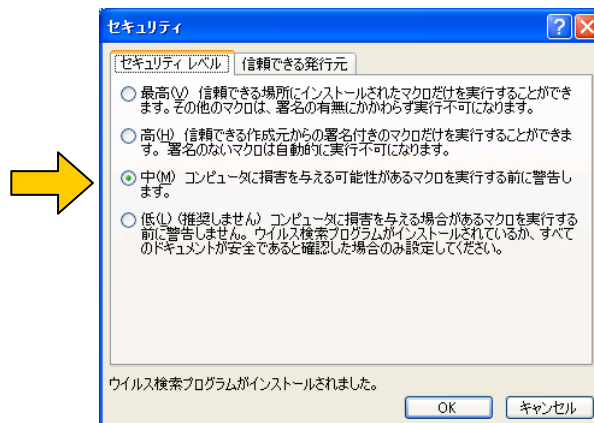 セキュリティ
セキュリティ レベル 信頼できる発行元
最高(V) 信頼できる場所にインストールされたマクロだけを実行することができ
ます。その他のマクロは、署名の有無にかかわらず実行不可になります。
高(H) 信頼できる作成元からの署名付きのマクロだけを実行することができま
す。 署名のないマクロは自動的に実行不可になります。
中(M) コンピュータに損害を与える可能性があるマクロを実行する前に警告し
ます。
低(L) (推奨しません) コンピュータに損害を与える場合があるマクロを実行する
前に警告しません。ウイルス検索プログラムがインストールされているか、すべて
のドキュメントが安全であると確認した場合のみ設定してください。
ウイルス検索プログラムがインストールされました。
OK キャンセル